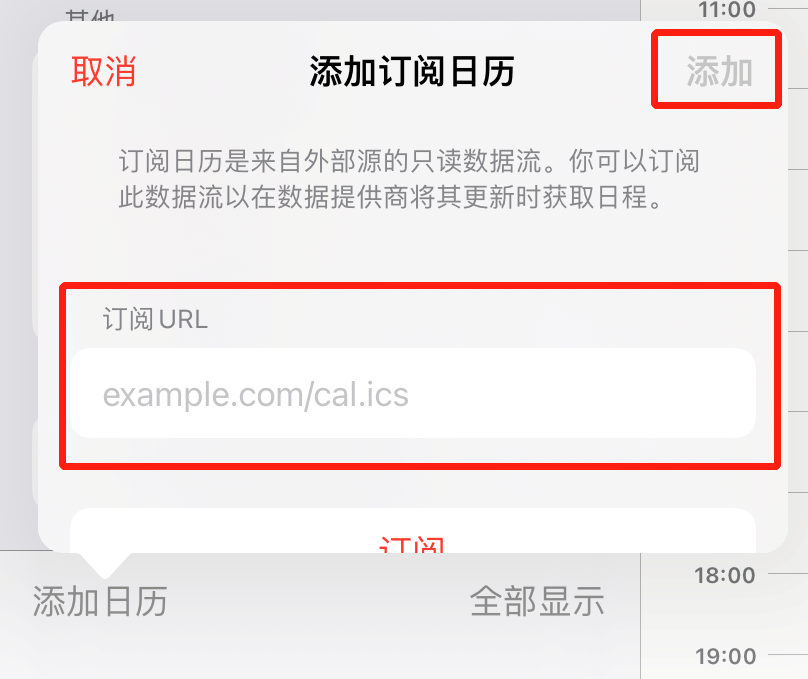 其他
11:00
取消
添加订阅日历
添加
订阅日历是来自外部源的只读数据流。你可以订阅
此数据流以在数据提供商将其更新时获取日程。
订阅URL
example.com/cal.ics
订阅
添加日历
全部显示
18:00
19:00